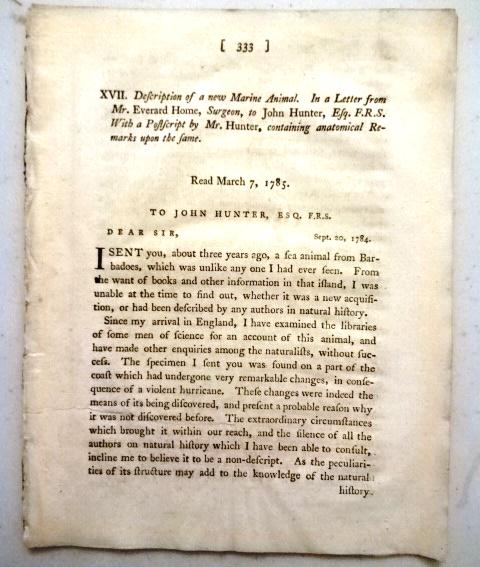 [ 333 ]
XVII. Deſcription of a new Marine Animal. In a Letter from
Mr. Everard Home, Surgeon, to John Hunter, Eſq. F.R.S.
With a Poſtſcript by Mr. Hunter, containing anatomical Re-
marks upon the ſame.
Read March 7, 1785.
TO JOHN HUNTER, ESQ. F.R.S.
DEAR SIR,
Sept. 20, 1784.
I SENT you, about three years ago, a ſea animal from Bar-
badoes, which was unlike any one I had ever ſeen. From
the want of books and other information in that iſland, I was
unable at the time to find out, whether it was a new acquiſi-
tion, or had been deſcribed by any authors in natural hiſtory.
Since my arrival in England, I have examined the libraries
of ſome men of ſcience for an account of this animal, and
have made other enquiries among the naturaliſts, without ſuc-
ceſs. The ſpecimen I ſent you was found on a part of the
coaſt which had undergone very remarkable changes, in conſe-
quence of a violent hurricane. Theſe changes were indeed the
means of its being diſcovered, and preſent a probable reaſon why
it was not diſcovered before. The extraordinary circumſtances
which brought it within our reach, and the ſilence of all the
authors on natural hiſtory which I have been able to conſult,
incline me to believe it to be a non-deſcript. As the peculiari-
ties of its ſtructure may add to the knowledge of the natural
hiſtory